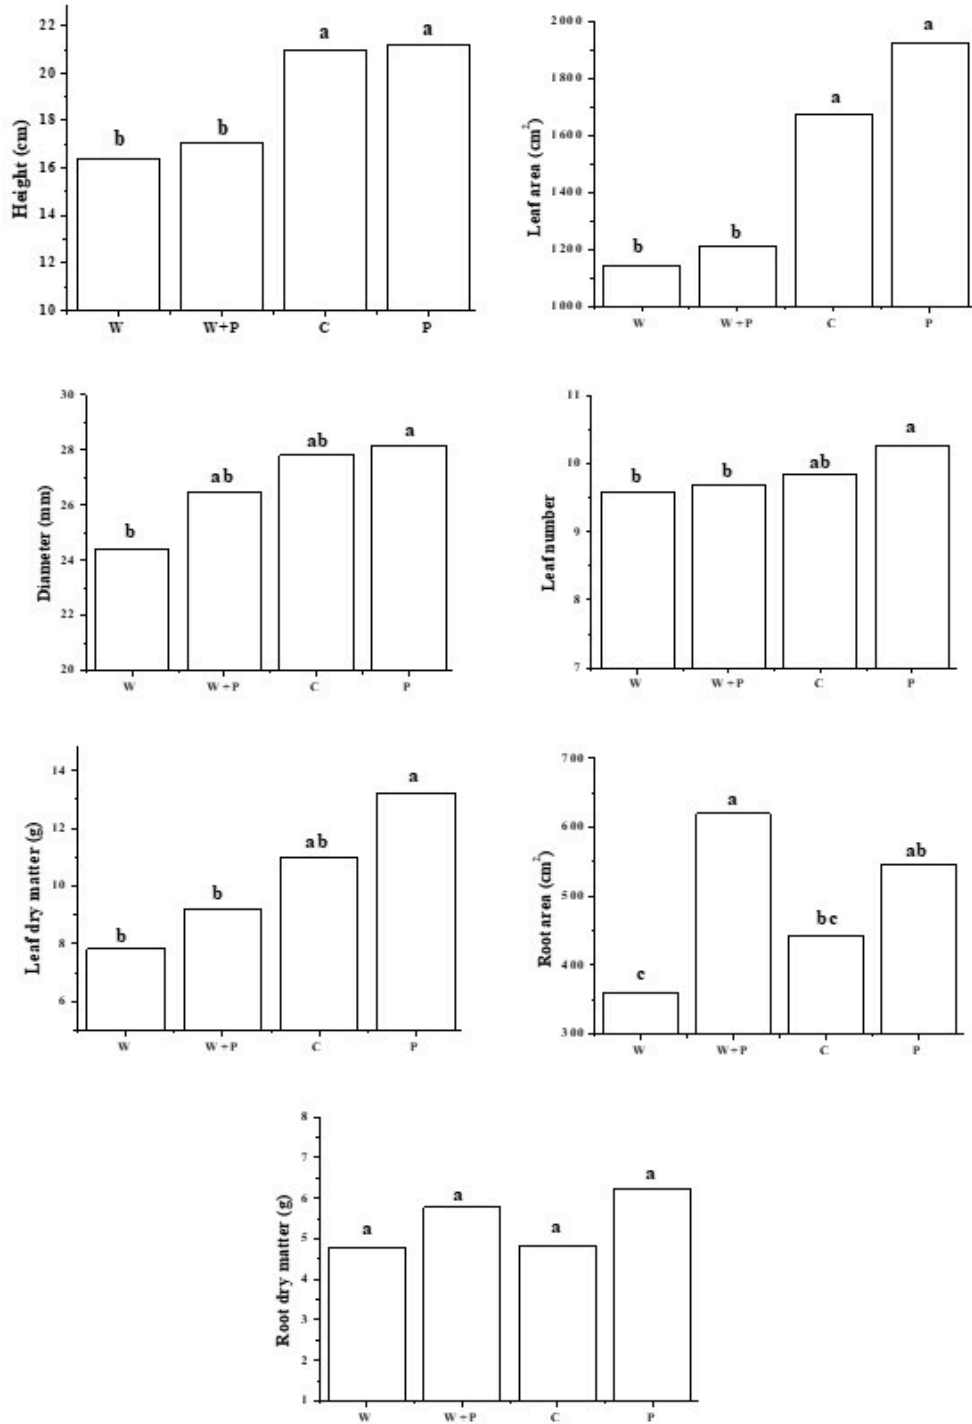 Height (cm)
22
20
18
16
14
12
10
b
b
a
a
W
W+P
C
P
Leaf area (cm²)
2000
1800
1600
1400
1200
1000
b
b
a
a
W
W+P
C
P
Diameter (mm)
30
28
26
24
22
20
b
ab
ab
a
W
W+P
C
P
Leaf number
11
10
9
8
7
b
b
ab
a
W
W+P
C
P
Leaf dry matter (g)
14
12
10
8
6
b
b
ab
a
W
W+P
C
P
Root area (cm²)
700
600
500
400
300
c
a
bc
ab
W
W+P
C
P
Root dry matter (g)
8
7
6
5
4
3
2
1
a
a
a
a
W
W+P
C
P